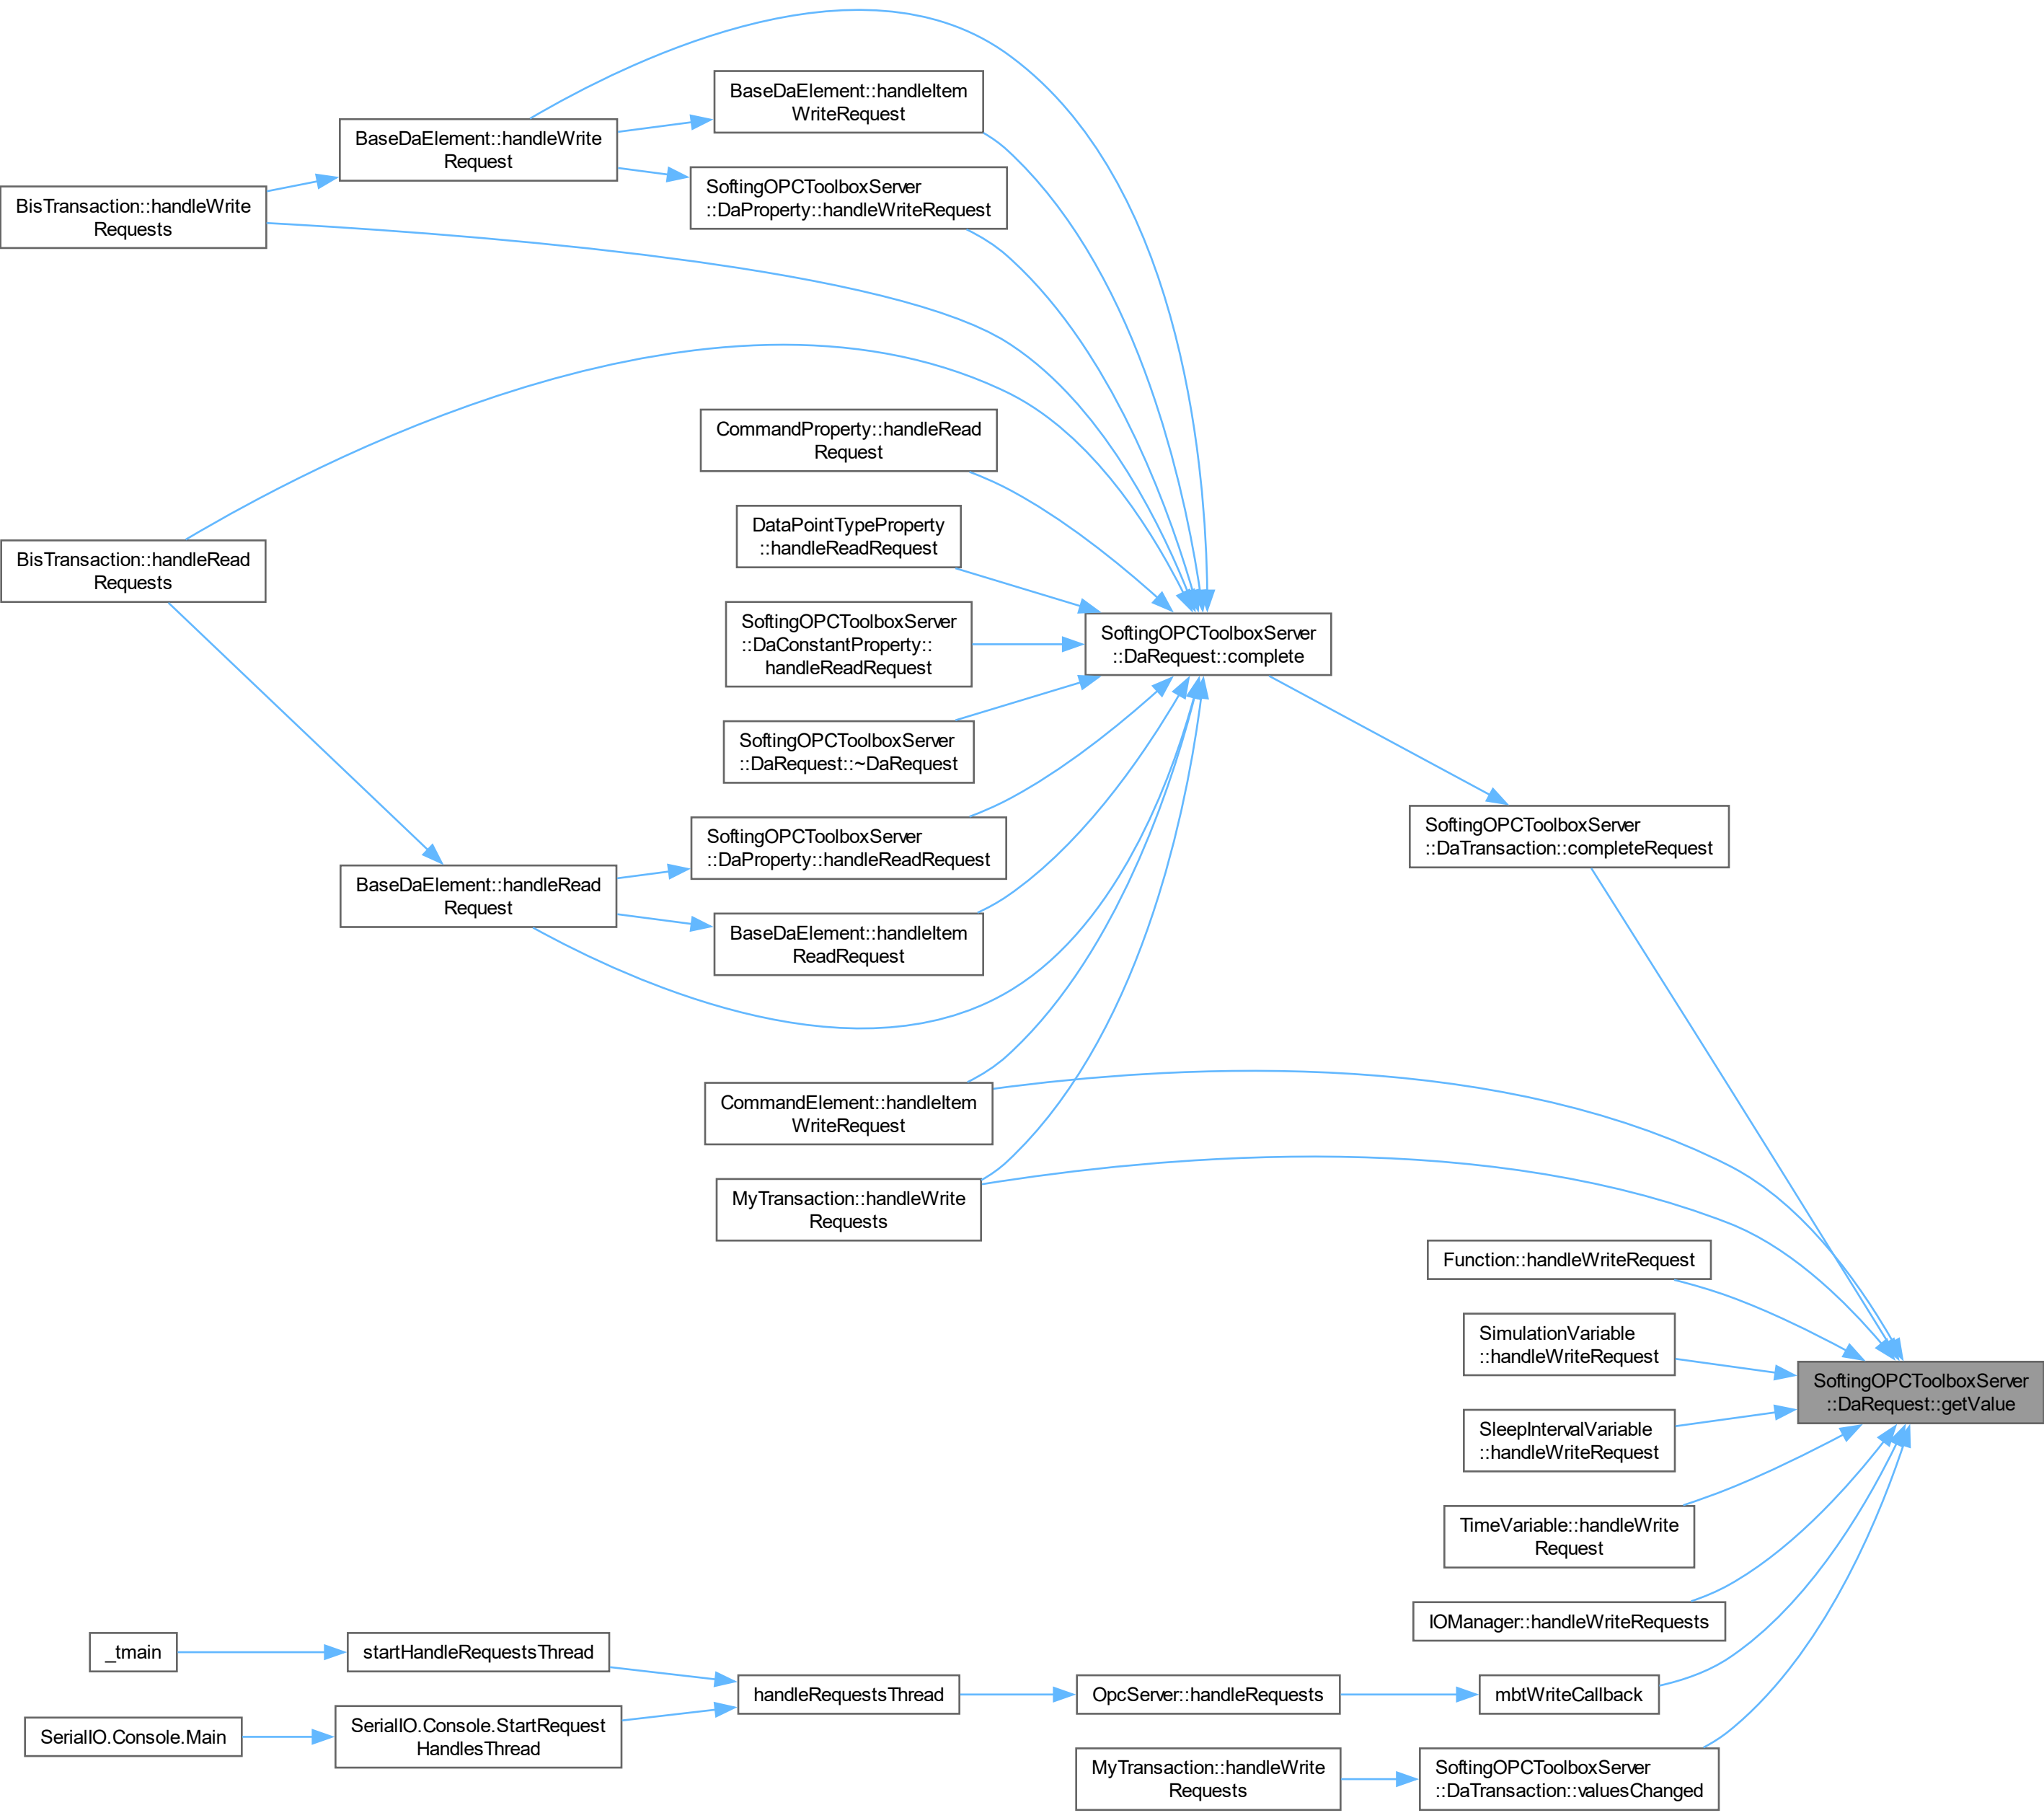 BaseDaElement::handleItem
WriteRequest
BaseDaElement::handleWrite
Request
SoftingOPCToolboxServer
::DaProperty::handleWriteRequest
BisTransaction::handleWrite
Requests
CommandProperty::handleRead
Request
DataPointTypeProperty
::handleReadRequest
BisTransaction::handleRead
Requests
SoftingOPCToolboxServer
::DaConstantProperty::
handleReadRequest
SoftingOPCToolboxServer
::DaRequest::complete
SoftingOPCToolboxServer
::DaRequest::~DaRequest
SoftingOPCToolboxServer
::DaTransaction::completeRequest
SoftingOPCToolboxServer
::DaProperty::handleReadRequest
BaseDaElement::handleRead
Request
BaseDaElement::handleItem
ReadRequest
CommandElement::handleItem
WriteRequest
MyTransaction::handleWrite
Requests
Function::handleWriteRequest
SimulationVariable
::handleWriteRequest
SoftingOPCToolboxServer
::DaRequest::getValue
SleepIntervalVariable
::handleWriteRequest
TimeVariable::handleWrite
Request
IOManager::handleWriteRequests
_tmain
startHandleRequestsThread
handleRequestsThread
OpcServer::handleRequests
mbtWriteCallback
SerialIO.Console.Main
SerialIO.Console.StartRequest
HandlesThread
MyTransaction::handleWrite
Requests
SoftingOPCToolboxServer
::DaTransaction::valuesChanged